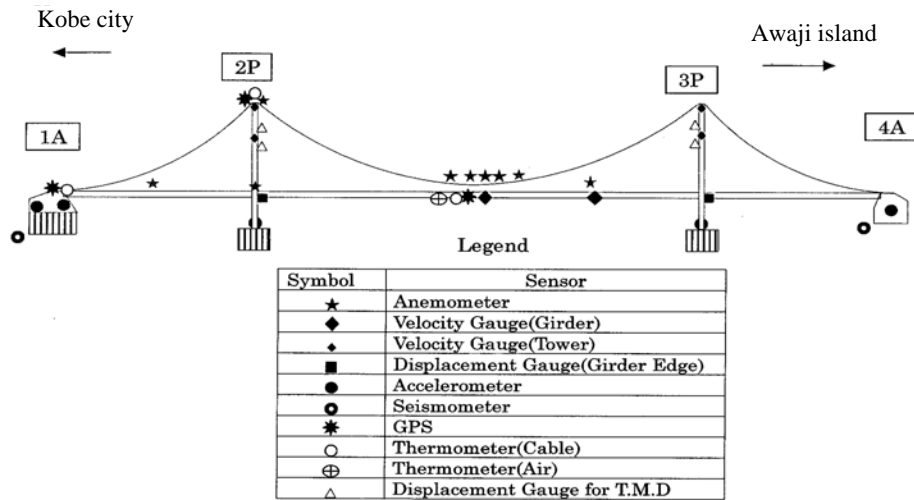 Kobe city
Awaji island
2P
3P
1A
4A
Legend
Symbol Sensor
Anemometer
Velocity Gauge(Girder)
Velocity Gauge(Tower)
Displacement Gauge(Girder Edge)
Accelerometer
Seismometer
GPS
Thermometer(Cable)
Thermometer(Air)
Displacement Gauge for T.M.D